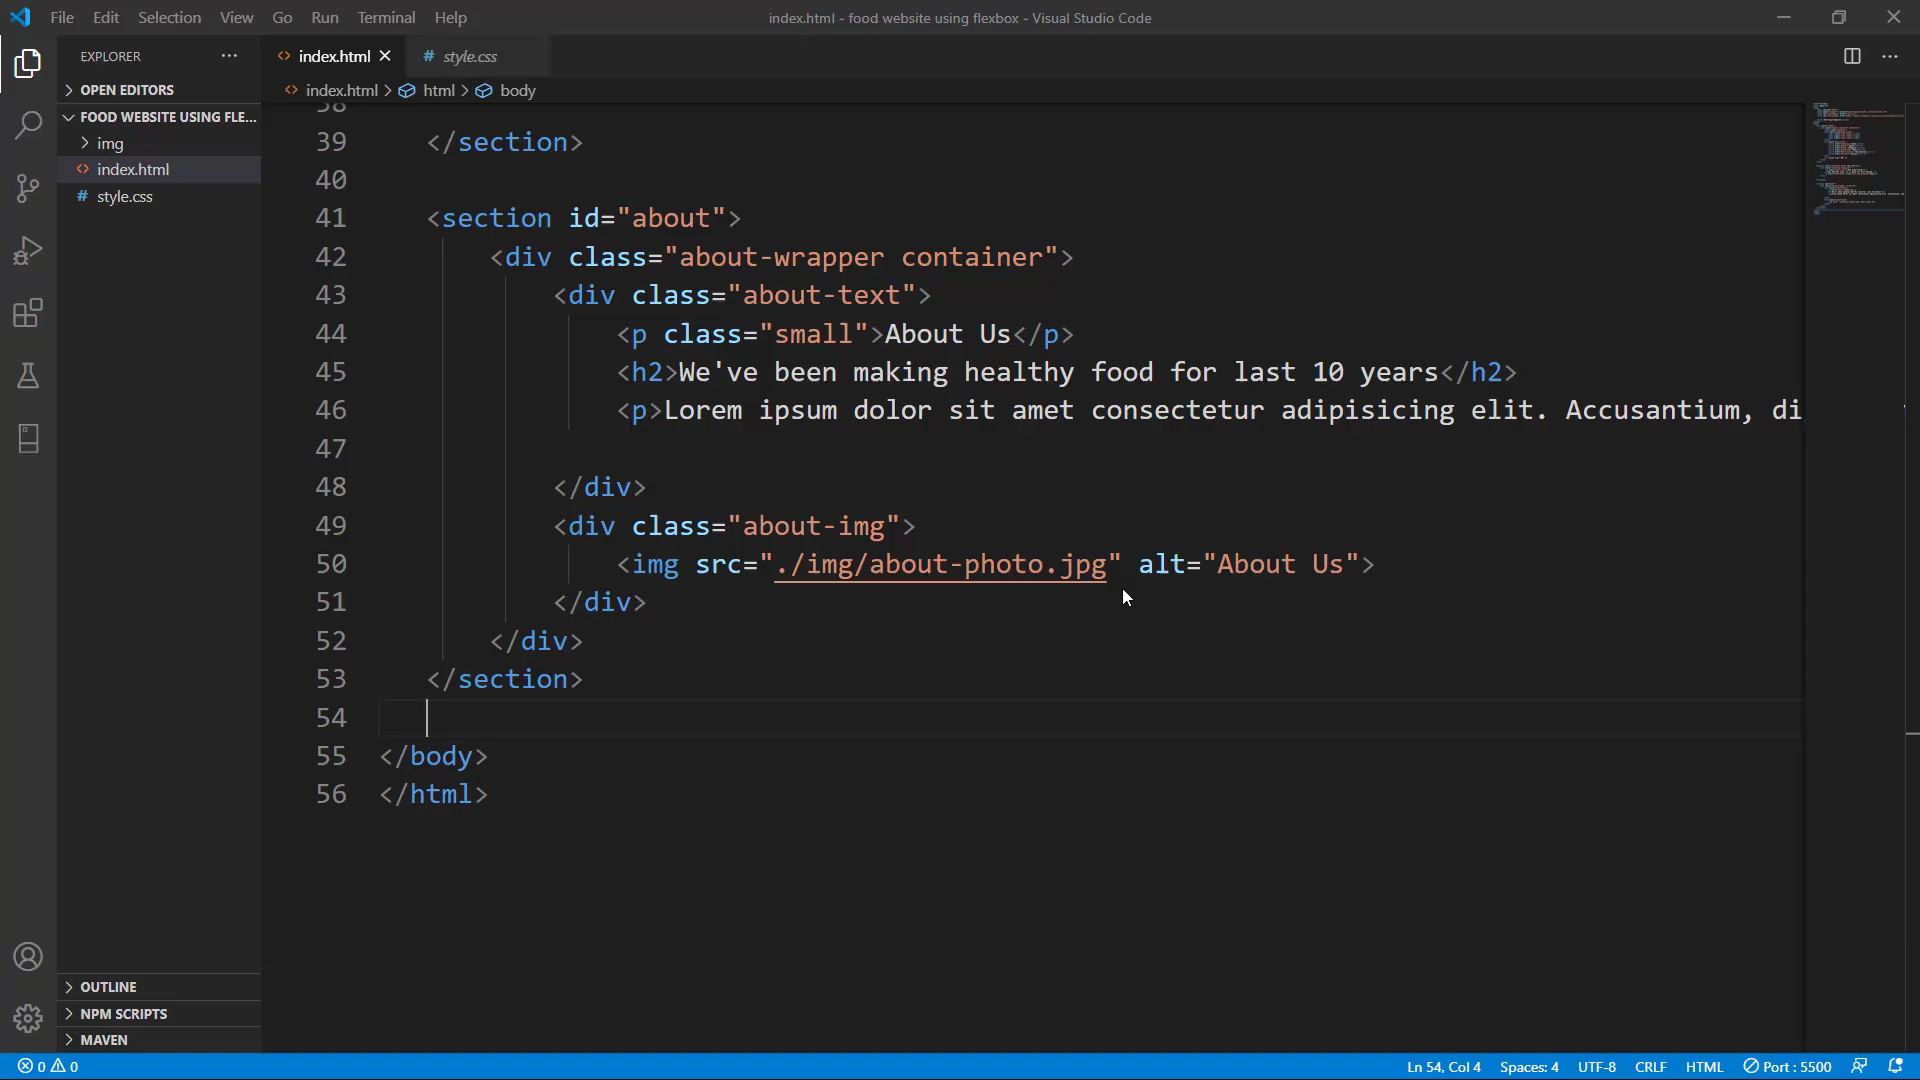 File Edit Selection View Go Run Terminal Help
index.html - food website using flexbox - Visual Studio Code
EXPLORER
index.html
# style.css
OPEN EDITORS
index.html > html > body
FOOD WEBSITE USING FLE...
img
index.html
# style.css
38
39 </section>
40
41 <section id="about">
42 <div class="about-wrapper container">
43 <div class="about-text">
44 <p class="small">About Us</p>
45 <h2>We've been making healthy food for last 10 years</h2>
46 <p>Lorem ipsum dolor sit amet consectetur adipisicing elit. Accusantium, di
47
48 </div>
49 <div class="about-img">
50 <img src="./img/about-photo.jpg" alt="About Us">
51 </div>
52 </div>
53 </section>
54
55 </body>
56 </html>
OUTLINE
NPM SCRIPTS
MAVEN
0 0 Ln 54, Col 4 Spaces: 4 UTF-8 CRLF HTML Port : 5500